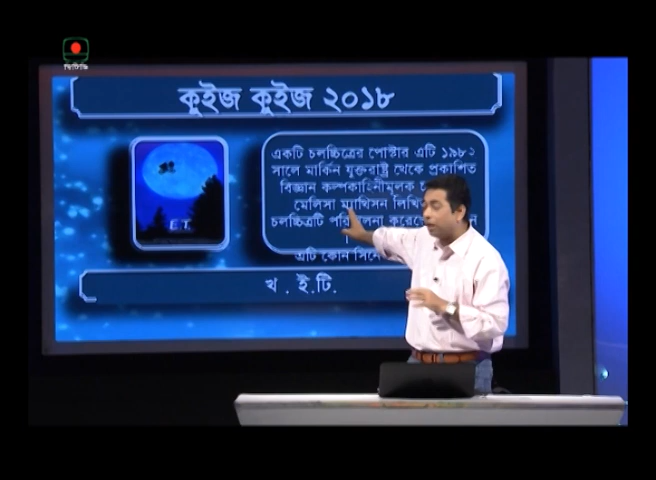 বিটিভি
কুইজ কুইজ ২০১৮
একটি চলচ্চিত্রের পোস্টার এটি ১৯৮২
সালে মার্কিন যুক্তরাষ্ট্র থেকে প্রকাশিত
বিজ্ঞান কল্পকাহিনীমূলক
মেলিসা ম্যাথিসন
চলচ্চিত্রটি
এটি কোন
E.T.
খ . ই.টি.